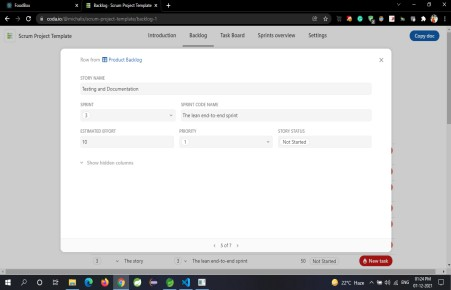 FoodBox
Backlog · Scrum Project Template
coda.io/@michalis/scrum-project-template/backlog-1
Scrum Project Template
Introduction
Backlog
Task Board
Sprints overview
Settings
Copy doc
Row from Product Backlog
STORY NAME
Testing and Documentation
SPRINT
SPRINT CODE NAME
3
The lean end-to-end sprint
ESTIMATED EFFORT
PRIORITY
STORY STATUS
10
1
Not Started
Show hidden columns
5 of 7
3
The story
3
The lean end-to-end sprint
50
Not Started
New task
22°C Haze
ENG
01:24 PM
07-12-2021